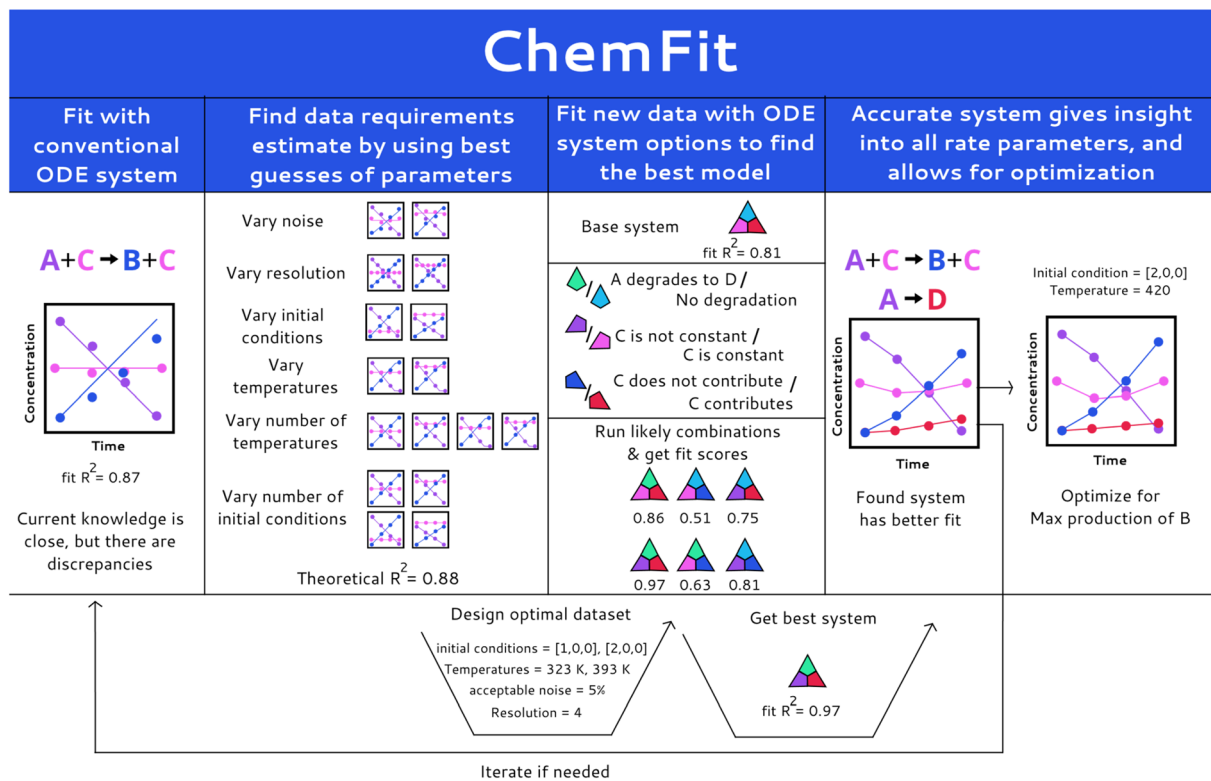 ChemFit
Fit with
conventional
ODE system
Find data requirements
estimate by using best
guesses of parameters
Fit new data with ODE
system options to find
the best model
Accurate system gives insight
into all rate parameters, and
allows for optimization
A+C→B+C
Concentration
Time
fit R²= 0.87
Current knowledge is
close, but there are
discrepancies
Vary noise
Vary resolution
Vary initial
conditions
Vary
temperatures
Vary number of
temperatures
Vary number of
initial conditions
Theoretical R²= 0.88
Base system
fit R²= 0.81
A degrades to D /
No degradation
C is not constant /
C is constant
C does not contribute /
C contributes
Run likely combinations
& get fit scores
0.86 0.51 0.75
0.97 0.63 0.81
A+C→B+C
A→D
Concentration
Time
Found system
has better fit
Initial condition = [2,0,0]
Temperature = 420
Concentration
Time
Optimize for
Max production of B
Design optimal dataset
initial conditions = [1,0,0], [2,0,0]
Temperatures = 323 K, 393 K
acceptable noise = 5%
Resolution = 4
Get best system
fit R²= 0.97
Iterate if needed